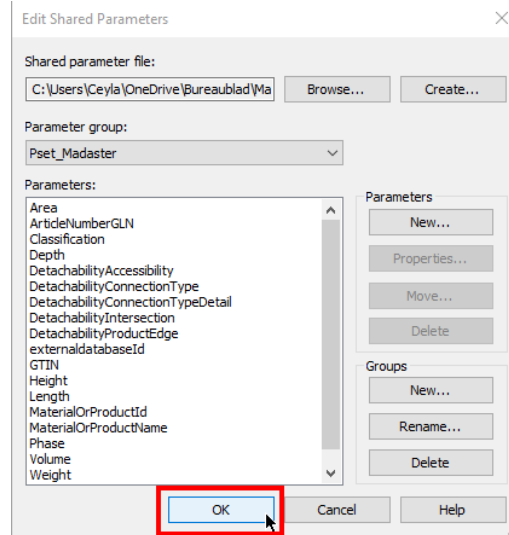 Edit Shared Parameters
Shared parameter file:
C:\Users\Ceyla\OneDrive\Bureaublad\Ma
Browse...
Create...
Parameter group:
Pset_Madaster
Parameters:
Area
ArticleNumberGLN
Classification
Depth
DetachabilityAccessibility
DetachabilityConnectionType
DetachabilityConnectionTypeDetail
DetachabilityIntersection
DetachabilityProductEdge
externaldatabaseId
GTIN
Height
Length
MaterialOrProductId
MaterialOrProductName
Phase
Volume
Weight
Parameters
New...
Properties...
Move...
Delete
Groups
New...
Rename...
Delete
OK
Cancel
Help